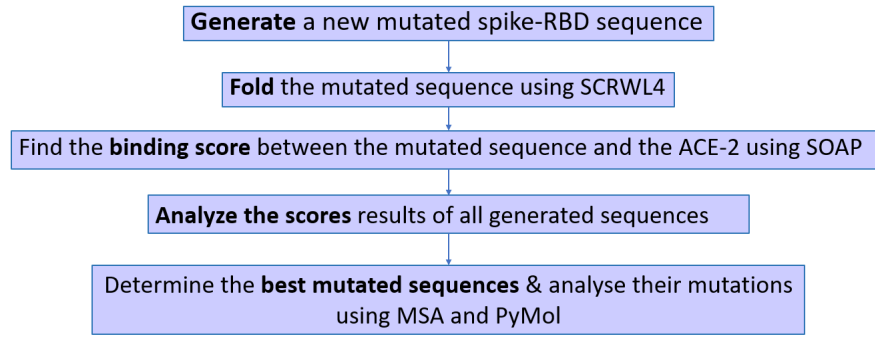 Generate a new mutated spike-RBD sequence
Fold the mutated sequence using SCRWL4
Find the binding score between the mutated sequence and the ACE-2 using SOAP
Analyze the scores results of all generated sequences
Determine the best mutated sequences & analyse their mutations
using MSA and PyMol